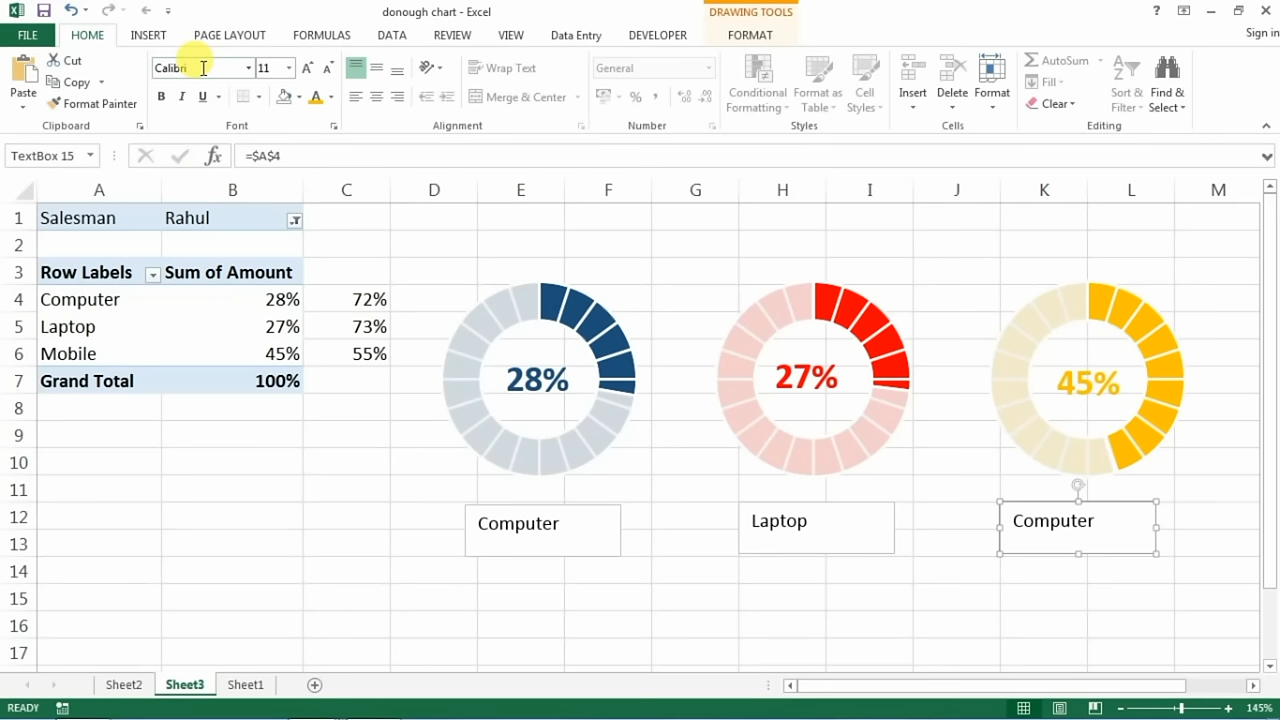 donough chart - Excel
DRAWING TOOLS
?
FILE HOME INSERT PAGE LAYOUT FORMULAS DATA REVIEW VIEW Data Entry DEVELOPER FORMAT Sign in
Paste
Cut
Copy
Format Painter
Clipboard
Calibri 11
B I U A
Font
Wrap Text
Merge & Center
Alignment
General
%
Number
Conditional Formatting
Format as Table
Cell Styles
Styles
Insert Delete Format
Cells
AutoSum
Fill
Clear
Sort & Filter
Find & Select
Editing
TextBox 15 fx =$A$4
A B C D E F G H I J K L M
1 Salesman Rahul
2
3 Row Labels Sum of Amount
4 Computer 28% 72%
5 Laptop 27% 73%
6 Mobile 45% 55%
7 Grand Total 100%
8
9
10
11
12
13
14
15
16
17
28% 27% 45%
Computer Laptop Computer
Sheet2 Sheet3 Sheet1
READY 145%